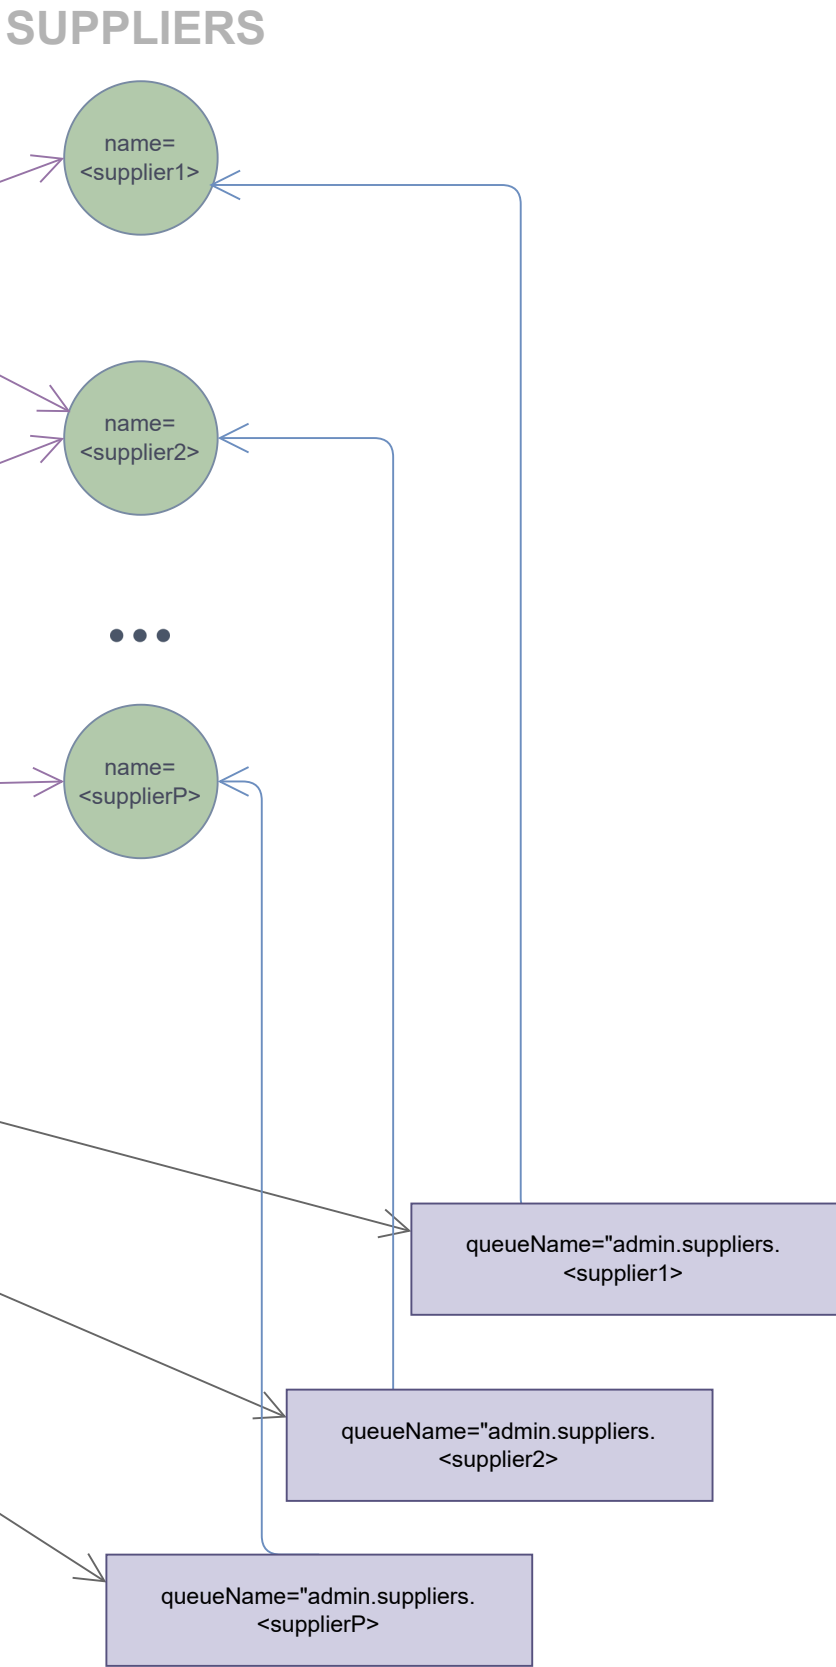 SUPPLIERS
name=
<supplier1>
name=
<supplier2>
name=
<supplierP>
queueName="admin.suppliers.
<supplier1>
queueName="admin.suppliers.
<supplier2>
queueName="admin.suppliers.
<supplierP>